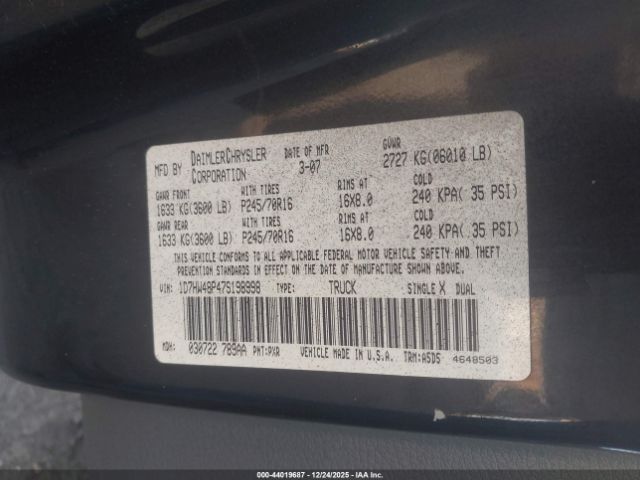 MFD BY DAIMLERCHRYSLER CORPORATION DATE OF MFR 3-07 GVWR 2727 KG(06010 LB)
GAWR FRONT WITH TIRES RIMS AT COLD
1633 KG(3600 LB) P245/70R16 16X8.0 240 KPA( 35 PSI)
GAWR REAR WITH TIRES RIMS AT COLD
1633 KG(3600 LB) P245/70R16 16X8.0 240 KPA( 35 PSI)
THIS VEHICLE CONFORMS TO ALL APPLICABLE FEDERAL MOTOR VEHICLE SAFETY AND THEFT
PREVENTION STANDARDS IN EFFECT ON THE DATE OF MANUFACTURE SHOWN ABOVE.
VIN: 1D7HW48P47S198998 TYPE: TRUCK SINGLE X DUAL
MDH: 030722 789AA PNT:PXR VEHICLE MADE IN U.S.A. TRM:A5D5 4648503
000-44019687 - 12/24/2025 - IAA Inc.